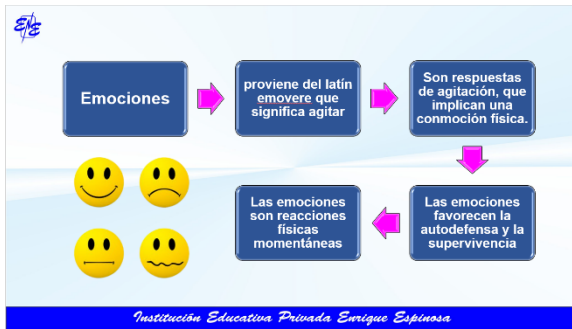 ENE
Emociones
proviene del latín
emovere que
significa agitar
Son respuestas
de agitación, que
implican una
conmoción física.
Las emociones
favorecen la
autodefensa y la
supervivencia
Las emociones
son reacciones
físicas
momentáneas
Institución Educativa Privada Enrique Espinosa